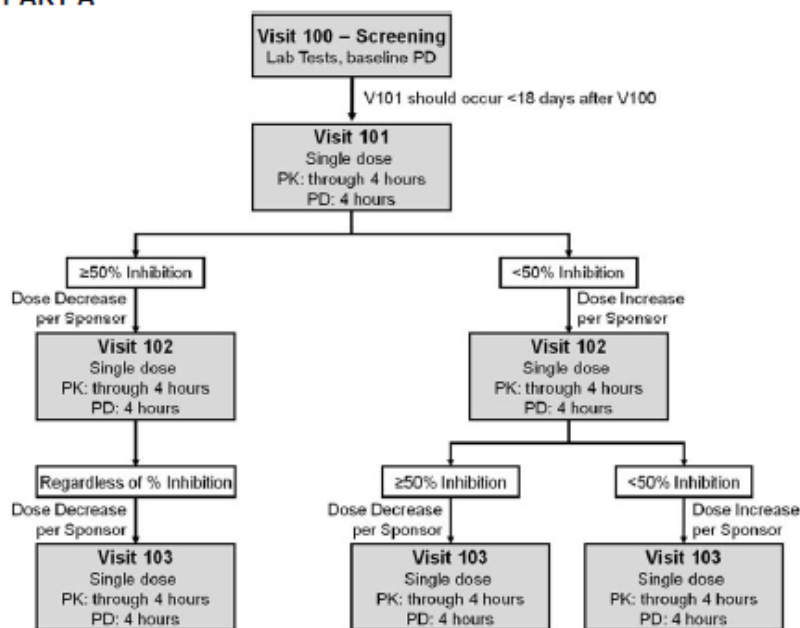 PART A
Visit 100 – Screening
Lab Tests, baseline PD
V101 should occur <18 days after V100
Visit 101
Single dose
PK: through 4 hours
PD: 4 hours
≥50% Inhibition
<50% Inhibition
Dose Decrease
per Sponsor
Dose Increase
per Sponsor
Visit 102
Single dose
PK: through 4 hours
PD: 4 hours
Visit 102
Single dose
PK: through 4 hours
PD: 4 hours
Regardless of % Inhibition
≥50% Inhibition
<50% Inhibition
Dose Decrease
per Sponsor
Dose Decrease
per Sponsor
Dose Increase
per Sponsor
Visit 103
Single dose
PK: through 4 hours
PD: 4 hours
Visit 103
Single dose
PK: through 4 hours
PD: 4 hours
Visit 103
Single dose
PK: through 4 hours
PD: 4 hours